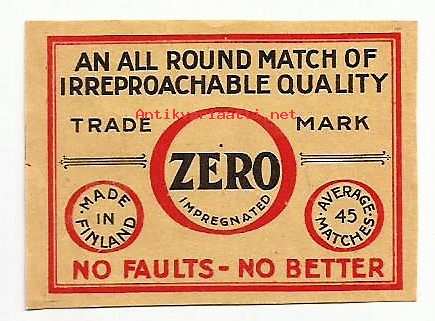 AN ALL ROUND MATCH OF
IRREPROACHABLE QUALITY
Antikvariaatti.net
TRADE MARK
ZERO
IMPREGNATED
MADE
IN
FINLAND
AVERAGE
45
MATCHES
NO FAULTS - NO BETTER